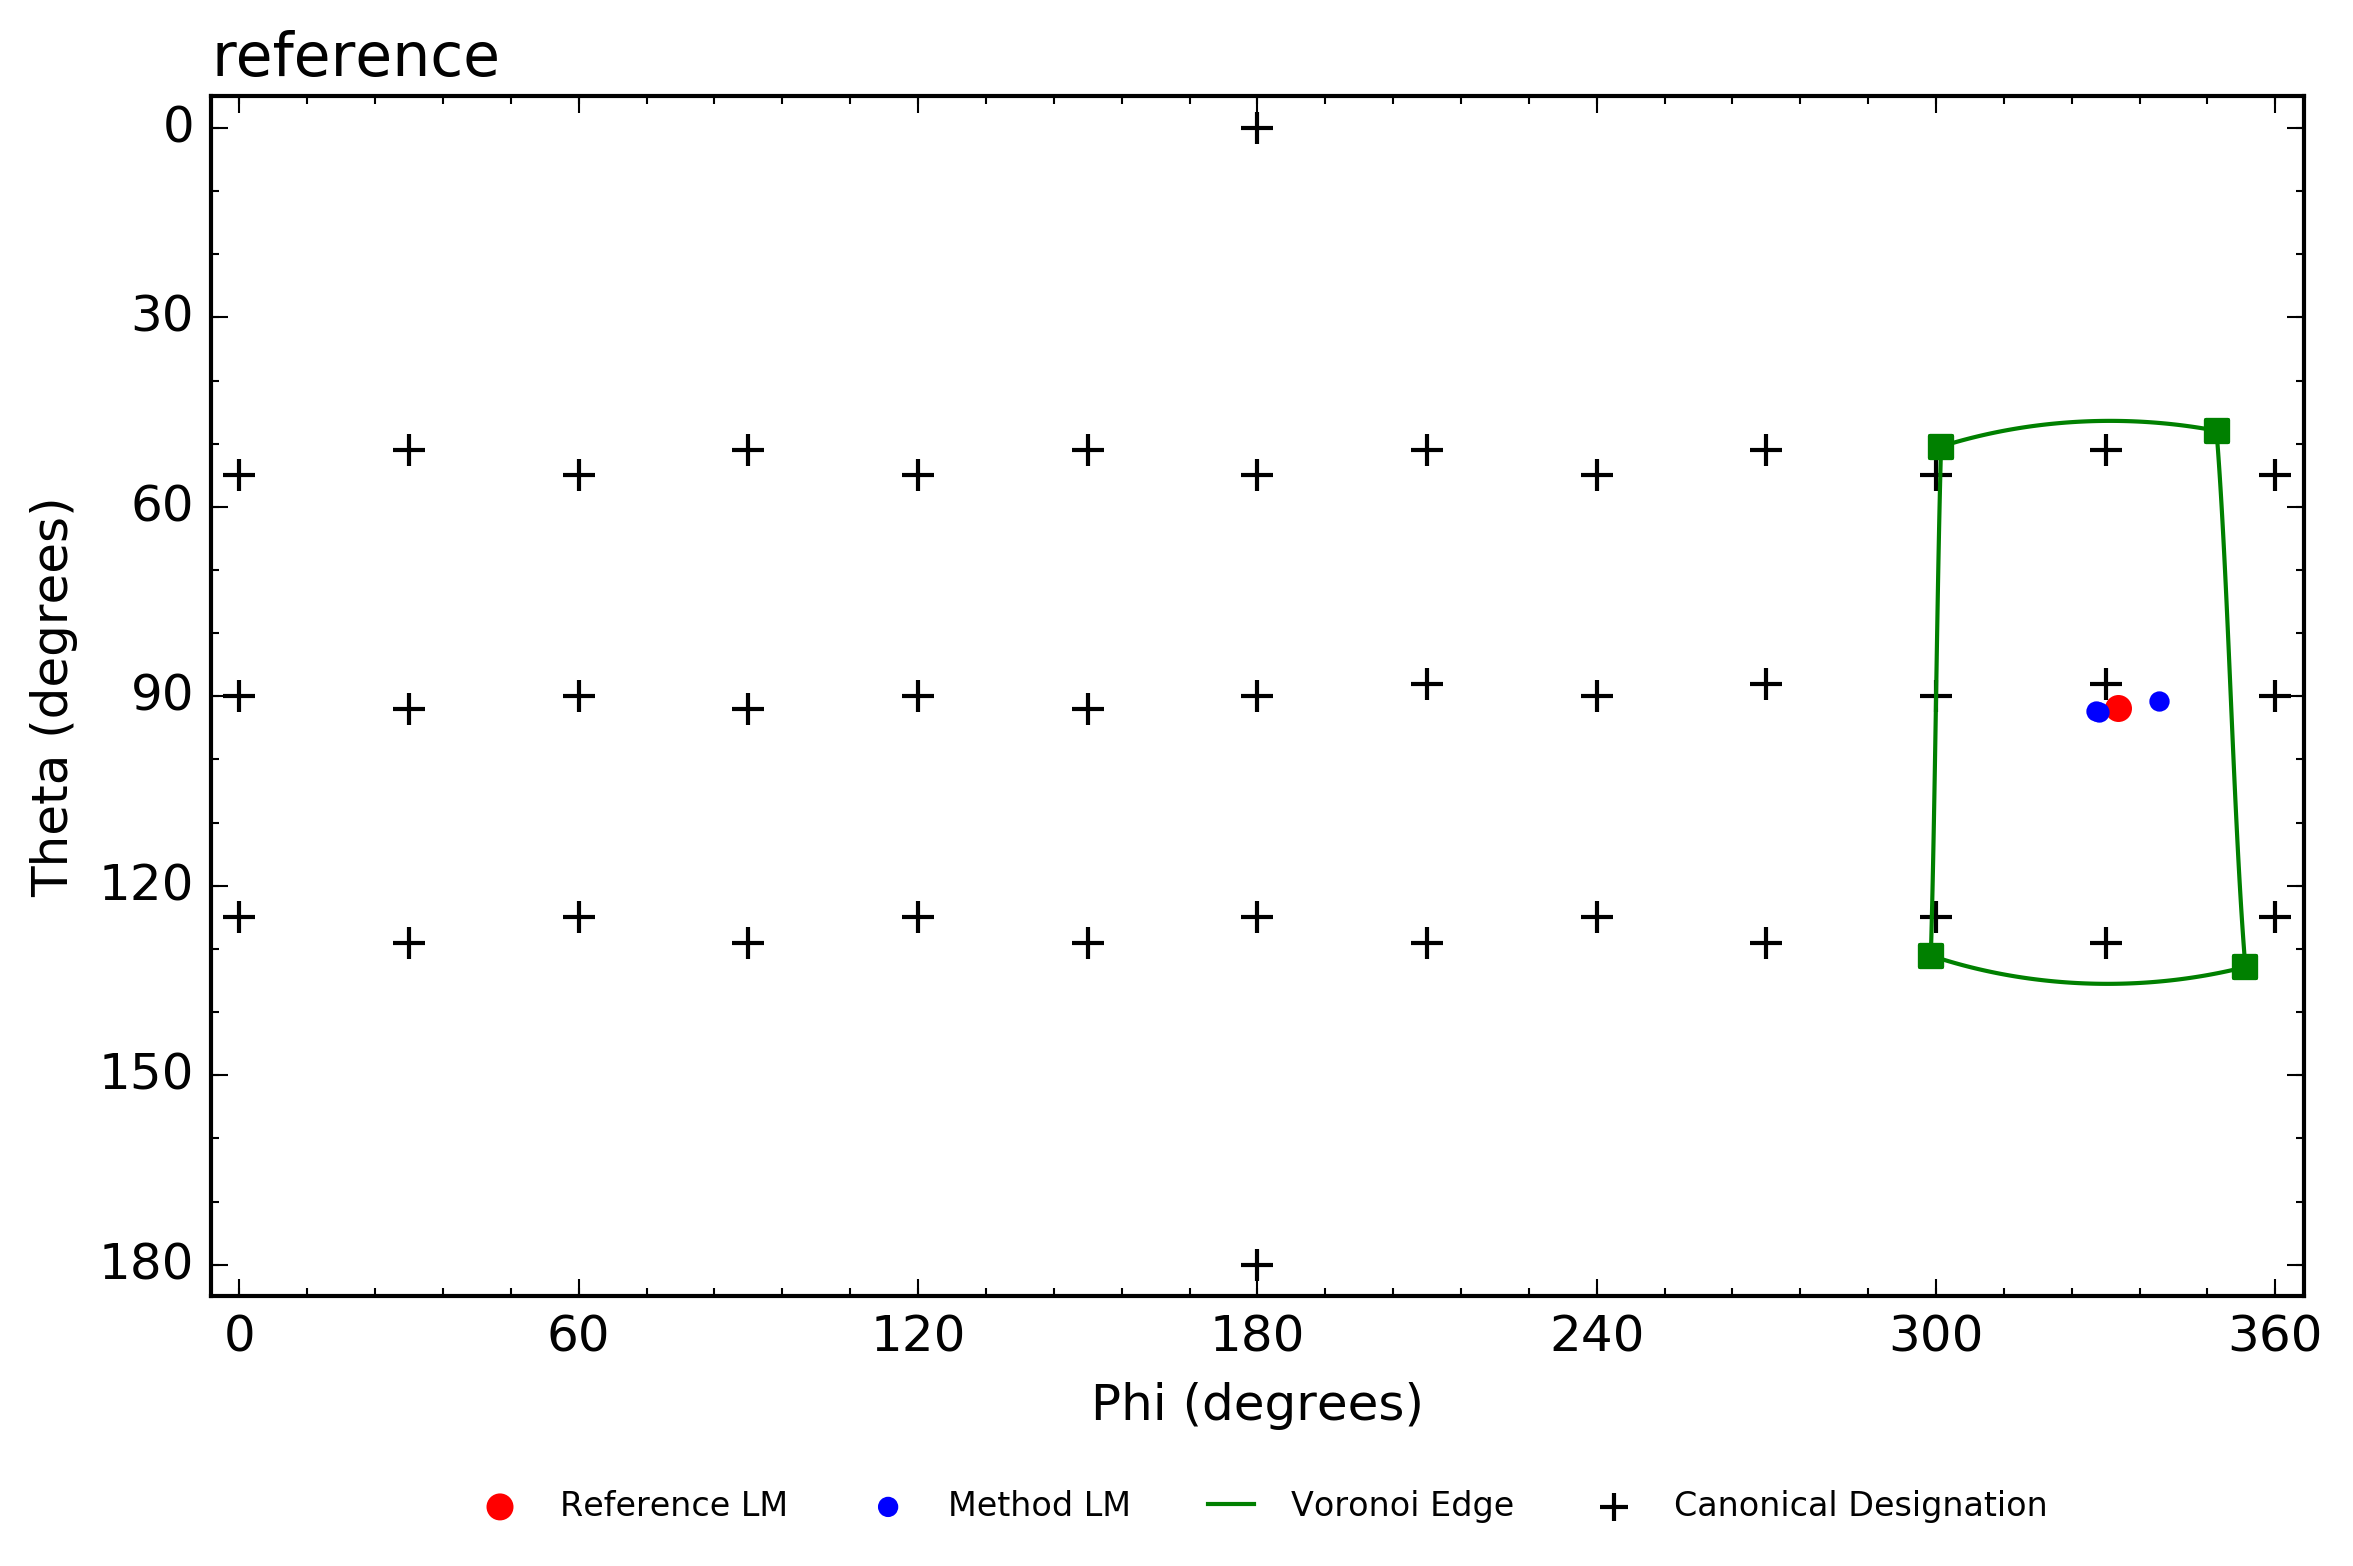 reference
0
30
60
90
120
150
180
Theta (degrees)
0 60 120 180 240 300 360
Phi (degrees)
Reference LM Method LM Voronoi Edge Canonical Designation